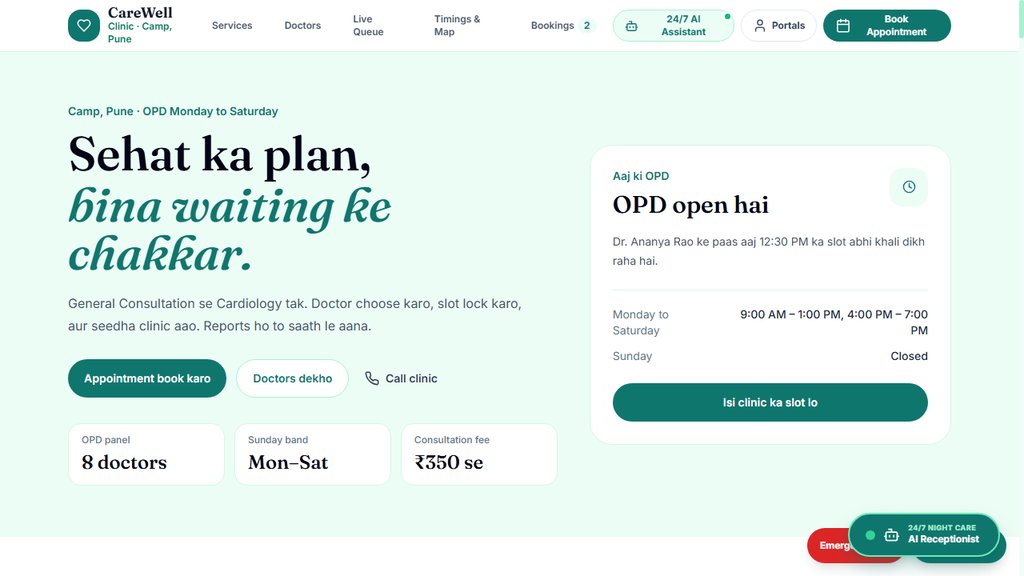 CareWell
Clinic · Camp,
Pune
Services
Doctors
Live
Queue
Timings &
Map
Bookings 2
24/7 AI
Assistant
Portals
Book
Appointment
Camp, Pune · OPD Monday to Saturday
Sehat ka plan,
bina waiting ke
chakkar.
General Consultation se Cardiology tak. Doctor choose karo, slot lock karo,
aur seedha clinic aao. Reports ho to saath le aana.
Appointment book karo
Doctors dekho
Call clinic
OPD panel
8 doctors
Sunday band
Mon–Sat
Consultation fee
₹350 se
Aaj ki OPD
OPD open hai
Dr. Ananya Rao ke paas aaj 12:30 PM ka slot abhi khali dikh
raha hai.
Monday to
Saturday
9:00 AM – 1:00 PM, 4:00 PM – 7:00
PM
Sunday
Closed
Isi clinic ka slot lo
24/7 NIGHT CARE
AI Receptionist